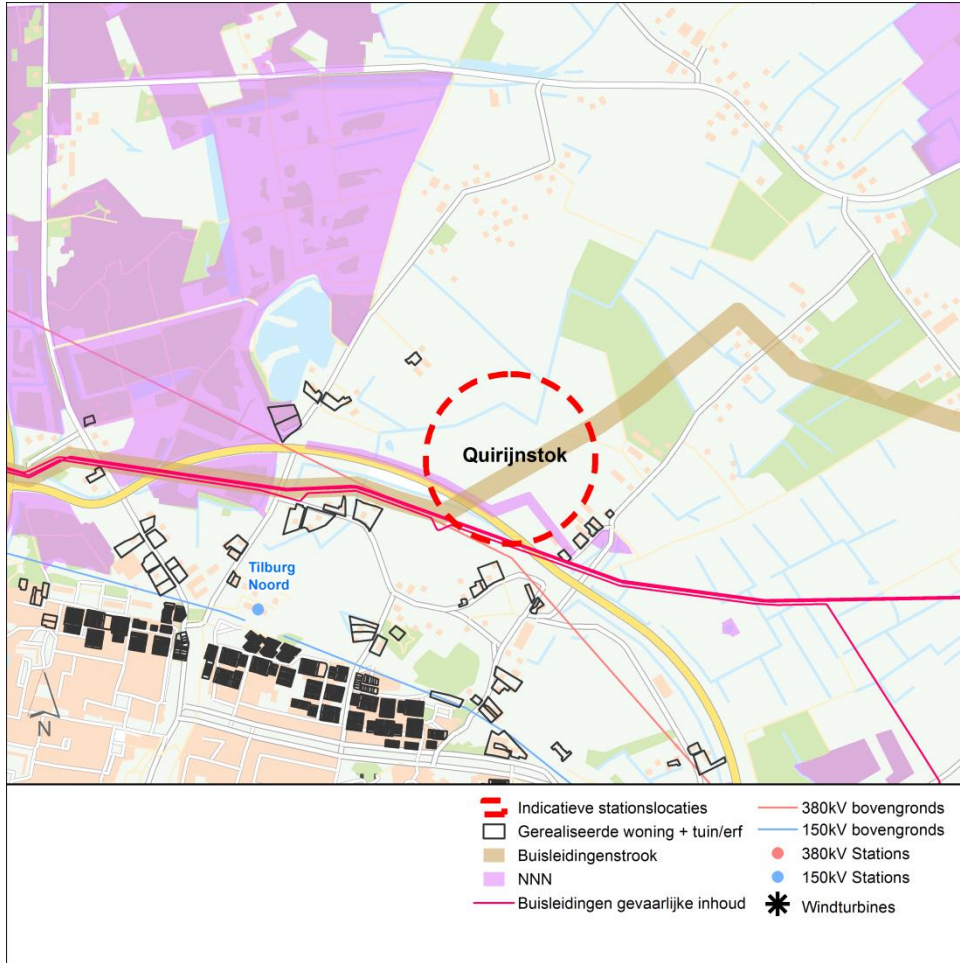 Quirijnstok
Tilburg
Noord
N
Indicatieve stationslocaties
Gerealiseerde woning + tuin/erf
Buisleidingenstrook
NNN
Buisleidingen gevaarlijke inhoud
380kV bovengronds
150kV bovengronds
380kV Stations
150kV Stations
Windturbines